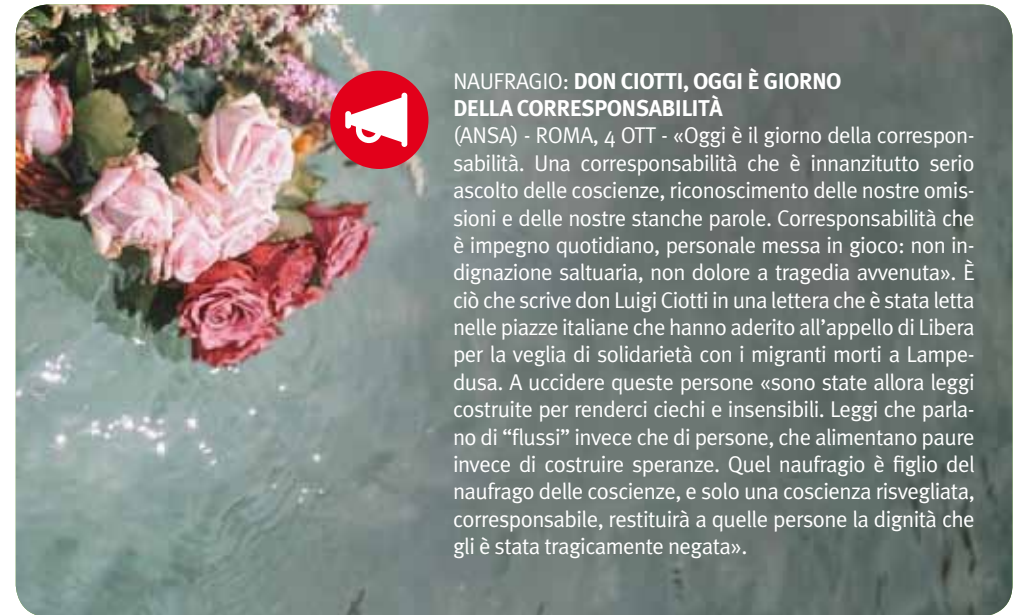 NAUFRAGIO: DON CIOTTI, OGGI È GIORNO
DELLA CORRESPONSABILITÀ
(ANSA) - ROMA, 4 OTT - «Oggi è il giorno della correspon-
sabilità. Una corresponsabilità che è innanzitutto serio
ascolto delle coscienze, riconoscimento delle nostre omis-
sioni e delle nostre stanche parole. Corresponsabilità che
è impegno quotidiano, personale messa in gioco: non in-
dignazione saltuaria, non dolore a tragedia avvenuta». È
ciò che scrive don Luigi Ciotti in una lettera che è stata letta
nelle piazze italiane che hanno aderito all’appello di Libera
per la veglia di solidarietà con i migranti morti a Lampe-
dusa. A uccidere queste persone «sono state allora leggi
costruite per renderci ciechi e insensibili. Leggi che parla-
no di “flussi” invece che di persone, che alimentano paure
invece di costruire speranze. Quel naufragio è figlio del
naufrago delle coscienze, e solo una coscienza risvegliata,
corresponsabile, restituirà a quelle persone la dignità che
gli è stata tragicamente negata».